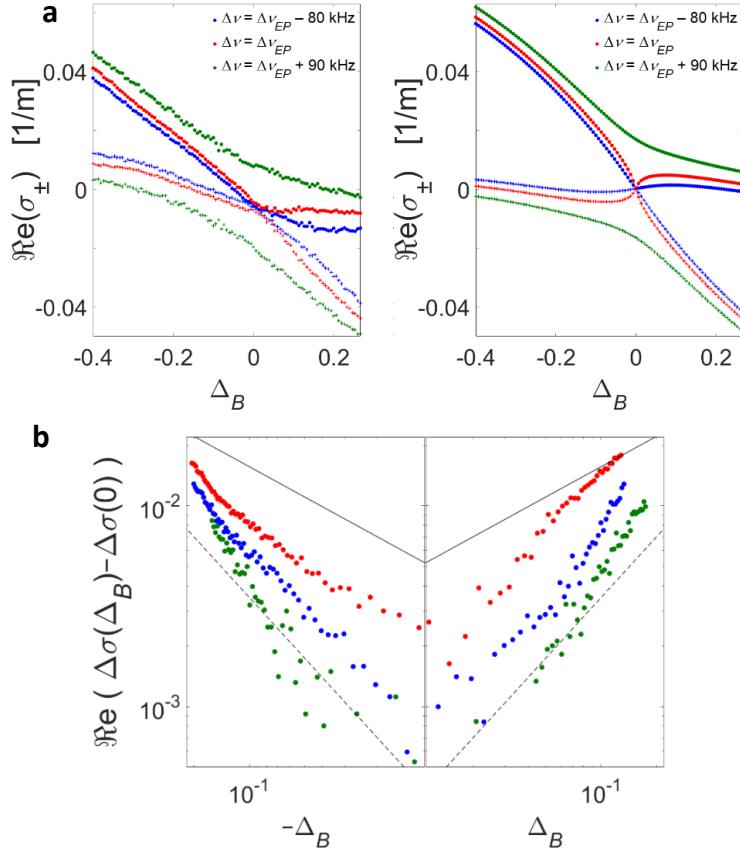 a
Δν = Δν_EP − 80 kHz
Δν = Δν_EP
Δν = Δν_EP + 90 kHz
Δν = Δν_EP − 80 kHz
Δν = Δν_EP
Δν = Δν_EP + 90 kHz
ℜe(σ±) [1/m]
0.04
0
-0.04
-0.4 -0.2 0 0.2
Δ_B
ℜe(σ±) [1/m]
0.04
0
-0.04
-0.4 -0.2 0 0.2
Δ_B
b
ℜe ( Δσ(Δ_B)−Δσ(0) )
10^-2
10^-3
10^-1
10^-1
−Δ_B
Δ_B